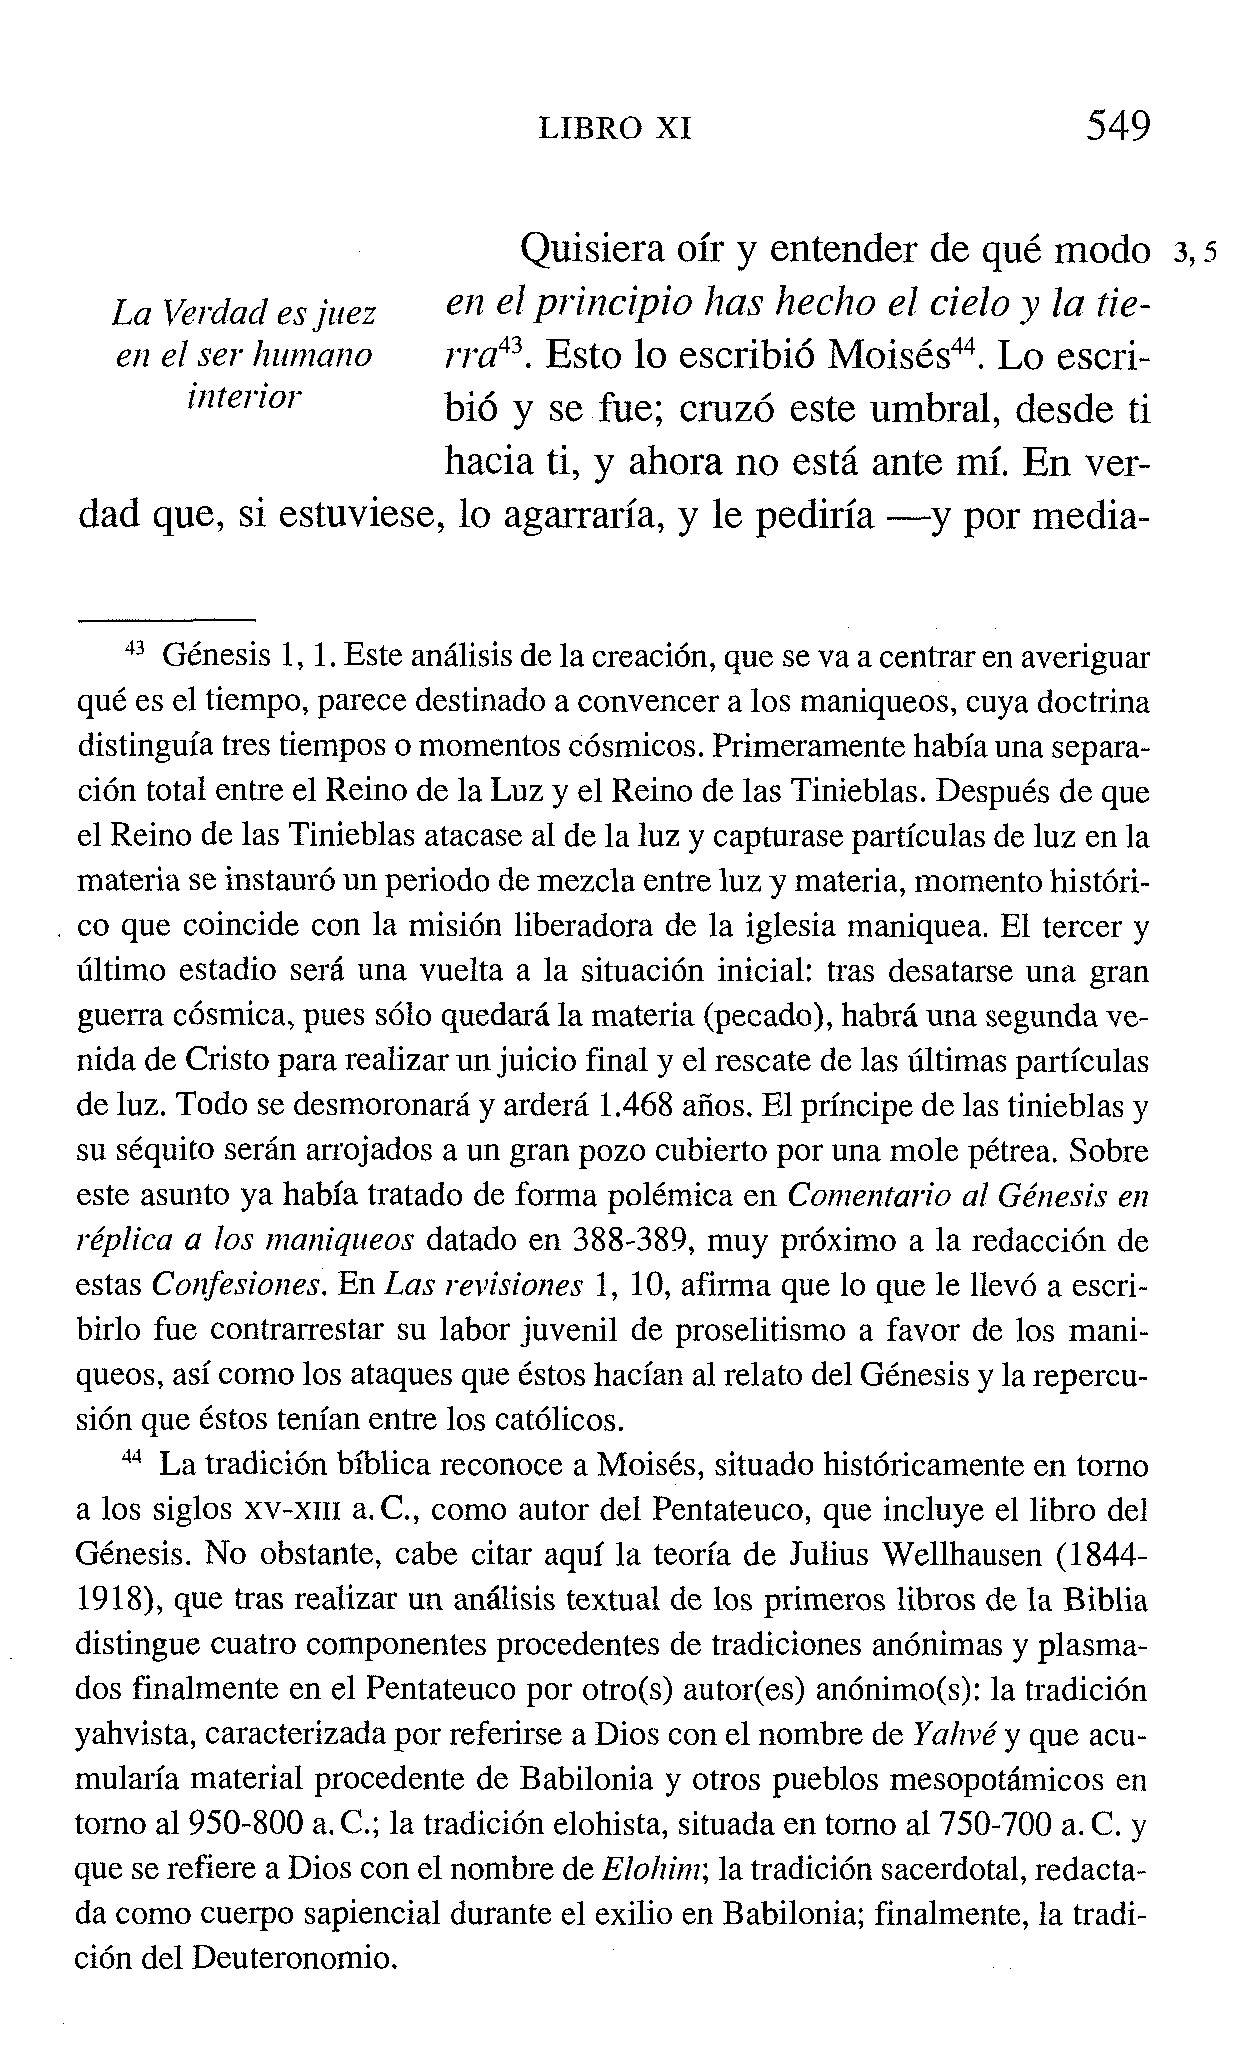 LIBRO XI 549
Quisiera oír y entender de qué modo 3, 5
La Verdad es juez
en el ser humano
interior
en el principio has hecho el cielo y la tie-
rra⁴³. Esto lo escribió Moisés⁴⁴. Lo escri-
bió y se fue; cruzó este umbral, desde ti
hacia ti, y ahora no está ante mí. En ver-
dad que, si estuviese, lo agarraría, y le pediría —y por media-
⁴³ Génesis 1, 1. Este análisis de la creación, que se va a centrar en averiguar
qué es el tiempo, parece destinado a convencer a los maniqueos, cuya doctrina
distinguía tres tiempos o momentos cósmicos. Primeramente había una separa-
ción total entre el Reino de la Luz y el Reino de las Tinieblas. Después de que
el Reino de las Tinieblas atacase al de la luz y capturase partículas de luz en la
materia se instauró un periodo de mezcla entre luz y materia, momento históri-
co que coincide con la misión liberadora de la iglesia maniquea. El tercer y
último estadio será una vuelta a la situación inicial: tras desatarse una gran
guerra cósmica, pues sólo quedará la materia (pecado), habrá una segunda ve-
nida de Cristo para realizar un juicio final y el rescate de las últimas partículas
de luz. Todo se desmoronará y arderá 1.468 años. El príncipe de las tinieblas y
su séquito serán arrojados a un gran pozo cubierto por una mole pétrea. Sobre
este asunto ya había tratado de forma polémica en Comentario al Génesis en
réplica a los maniqueos datado en 388-389, muy próximo a la redacción de
estas Confesiones. En Las revisiones 1, 10, afirma que lo que le llevó a escri-
birlo fue contrarrestar su labor juvenil de proselitismo a favor de los mani-
queos, así como los ataques que éstos hacían al relato del Génesis y la repercu-
sión que éstos tenían entre los católicos.
⁴⁴ La tradición bíblica reconoce a Moisés, situado históricamente en torno
a los siglos XV-XIII a. C., como autor del Pentateuco, que incluye el libro del
Génesis. No obstante, cabe citar aquí la teoría de Julius Wellhausen (1844-
1918), que tras realizar un análisis textual de los primeros libros de la Biblia
distingue cuatro componentes procedentes de tradiciones anónimas y plasma-
dos finalmente en el Pentateuco por otro(s) autor(es) anónimo(s): la tradición
yahvista, caracterizada por referirse a Dios con el nombre de Yahvé y que acu-
mularía material procedente de Babilonia y otros pueblos mesopotámicos en
torno al 950-800 a. C.; la tradición elohista, situada en torno al 750-700 a. C. y
que se refiere a Dios con el nombre de Elohim; la tradición sacerdotal, redacta-
da como cuerpo sapiencial durante el exilio en Babilonia; finalmente, la tradi-
ción del Deuteronomio.